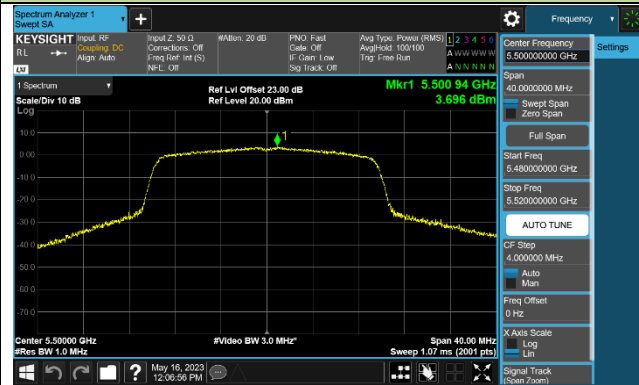 Spectrum Analyzer 1
Swept SA
Frequency
KEYSIGHT
RL
Input: RF
Coupling: DC
Align: Auto
Input Z: 50 Ω
Corrections: Off
Freq Ref: Int (S)
NFE: Off
#Atten: 20 dB
PNO: Fast
Gate: Off
IF Gain: Low
Sig Track: Off
Avg Type: Power (RMS)
Avg|Hold: 100/100
Trig: Free Run
1 2 3 4 5 6
A W W W W W
A N N N N N
1 Spectrum
Scale/Div 10 dB
Log
Ref Lvl Offset 23.00 dB
Ref Level 20.00 dBm
Mkr1 5.500 94 GHz
3.696 dBm
10.0
0.00
-10.0
-20.0
-30.0
-40.0
-50.0
-60.0
-70.0
1
Center 5.50000 GHz
#Res BW 1.0 MHz
#Video BW 3.0 MHz*
Span 40.00 MHz
Sweep 1.07 ms (2001 pts)
May 16, 2023
12:06:56 PM
Center Frequency
5.500000000 GHz
Settings
Span
40.0000000 MHz
Swept Span
Zero Span
Full Span
Start Freq
5.480000000 GHz
Stop Freq
5.520000000 GHz
AUTO TUNE
CF Step
4.000000 MHz
Auto
Man
Freq Offset
0 Hz
X Axis Scale
Log
Lin
Signal Track
(Span Zoom)